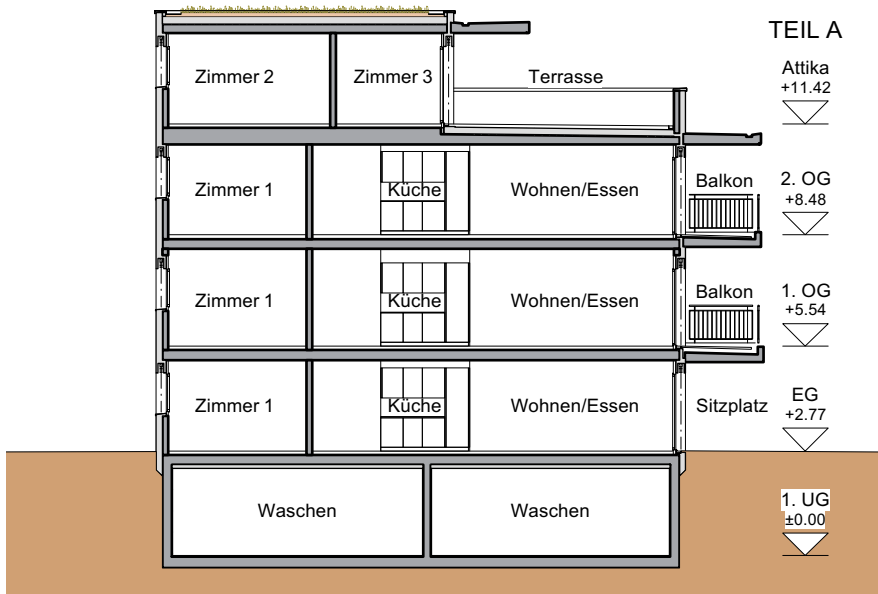 TEIL A
Zimmer 2
Zimmer 3
Terrasse
Attika
+11.42
Zimmer 1
Küche
Wohnen/Essen
Balkon
2. OG
+8.48
Zimmer 1
Küche
Wohnen/Essen
Balkon
1. OG
+5.54
Zimmer 1
Küche
Wohnen/Essen
Sitzplatz
EG
+2.77
Waschen
Waschen
1. UG
±0.00